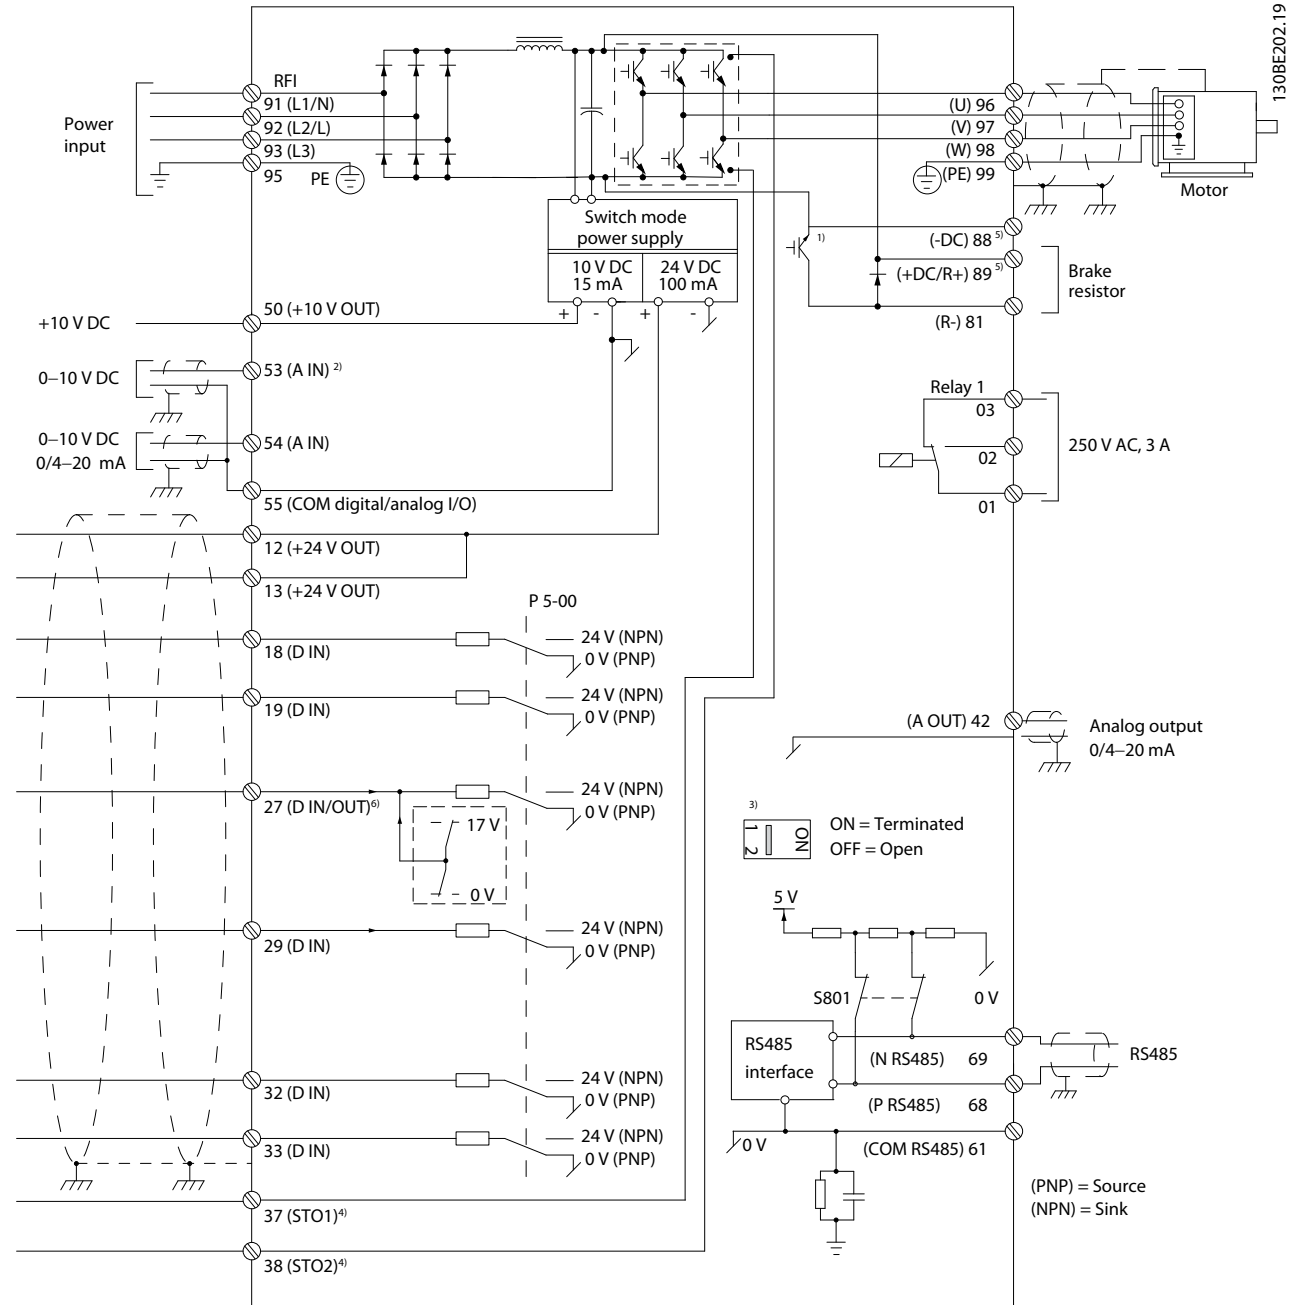 130BE202.19
RFI
91 (L1/N)
92 (L2/L)
93 (L3)
95
PE
Power
input
(U) 96
(V) 97
(W) 98
(PE) 99
Motor
Switch mode
power supply
10 V DC
15 mA
24 V DC
100 mA
+ - + -
1)
(-DC) 88 5)
(+DC/R+) 89 5)
(R-) 81
Brake
resistor
+10 V DC
50 (+10 V OUT)
0–10 V DC
53 (A IN) 2)
0–10 V DC
0/4–20 mA
54 (A IN)
55 (COM digital/analog I/O)
Relay 1
03
02
01
250 V AC, 3 A
12 (+24 V OUT)
13 (+24 V OUT)
P 5-00
18 (D IN)
24 V (NPN)
0 V (PNP)
19 (D IN)
24 V (NPN)
0 V (PNP)
27 (D IN/OUT)6)
24 V (NPN)
0 V (PNP)
17 V
0 V
29 (D IN)
24 V (NPN)
0 V (PNP)
32 (D IN)
24 V (NPN)
0 V (PNP)
33 (D IN)
24 V (NPN)
0 V (PNP)
37 (STO1)4)
38 (STO2)4)
(A OUT) 42
Analog output
0/4–20 mA
3)
1 2
ON
ON = Terminated
OFF = Open
5 V
S801
0 V
RS485
interface
(N RS485) 69
(P RS485) 68
RS485
0 V
(COM RS485) 61
(PNP) = Source
(NPN) = Sink